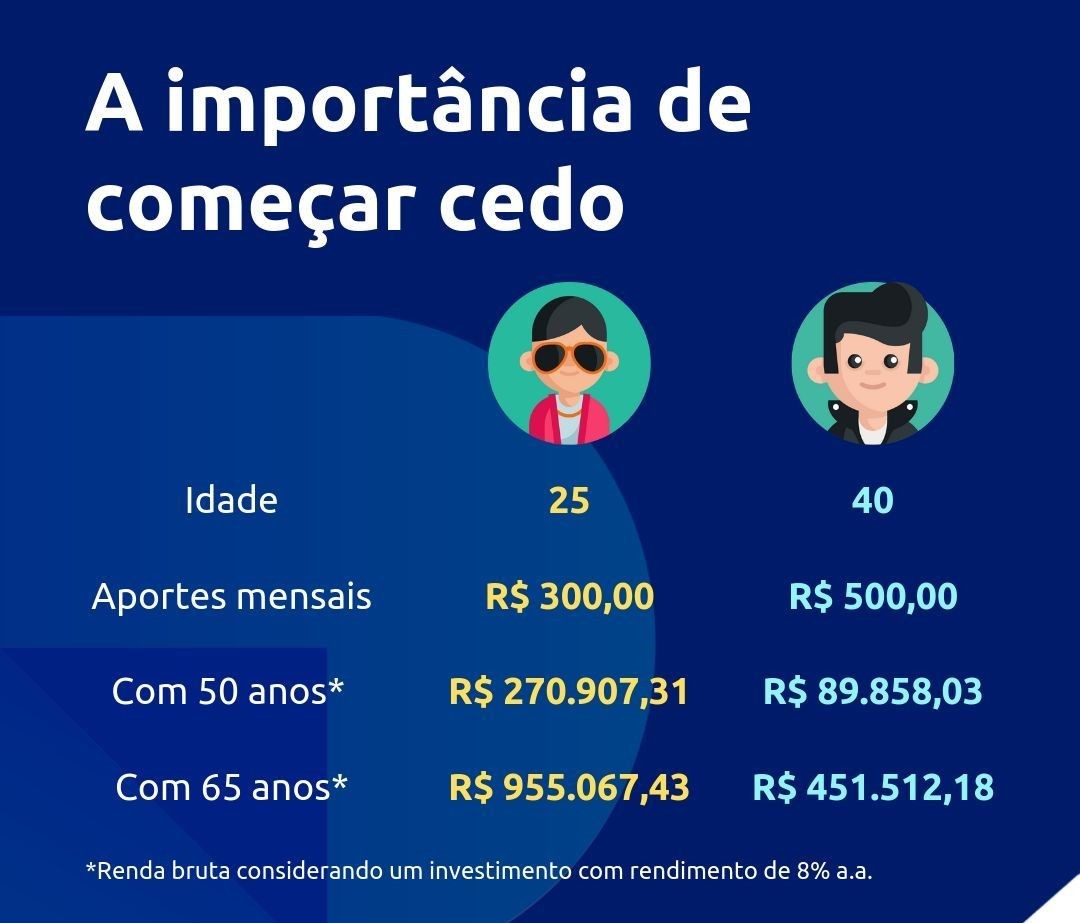 A importância de
começar cedo
Idade 25 40
Aportes mensais R$ 300,00 R$ 500,00
Com 50 anos* R$ 270.907,31 R$ 89.858,03
Com 65 anos* R$ 955.067,43 R$ 451.512,18
*Renda bruta considerando um investimento com rendimento de 8% a.a.